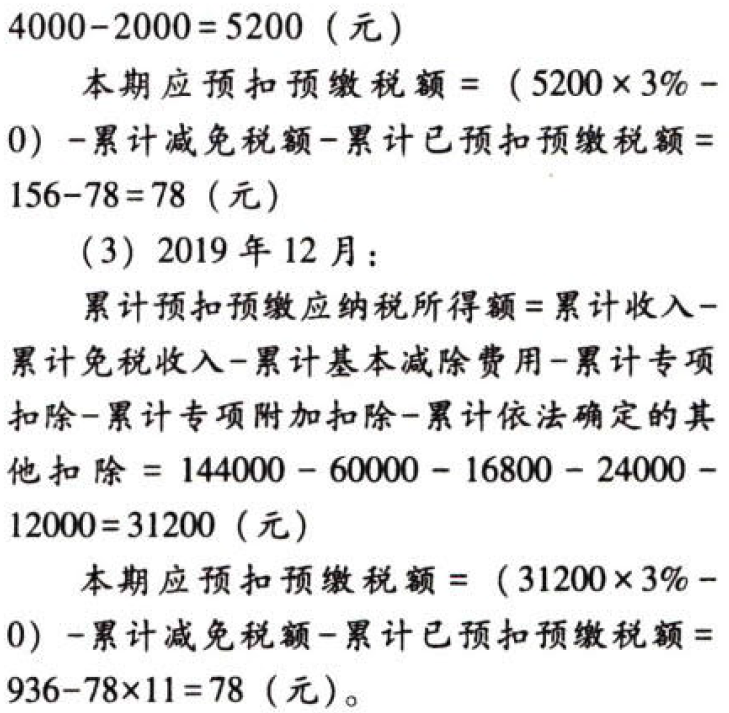 4000-2000=5200（元）
本期应预扣预缴税额=（5200×3%-
0）-累计减免税额-累计已预扣预缴税额=
156-78=78（元）
（3）2019年12月：
累计预扣预缴应纳税所得额=累计收入-
累计免税收入-累计基本减除费用-累计专项
扣除-累计专项附加扣除-累计依法确定的其
他扣除=144000-60000-16800-24000-
12000=31200（元）
本期应预扣预缴税额=（31200×3%-
0）-累计减免税额-累计已预扣预缴税额=
936-78×11=78（元）。